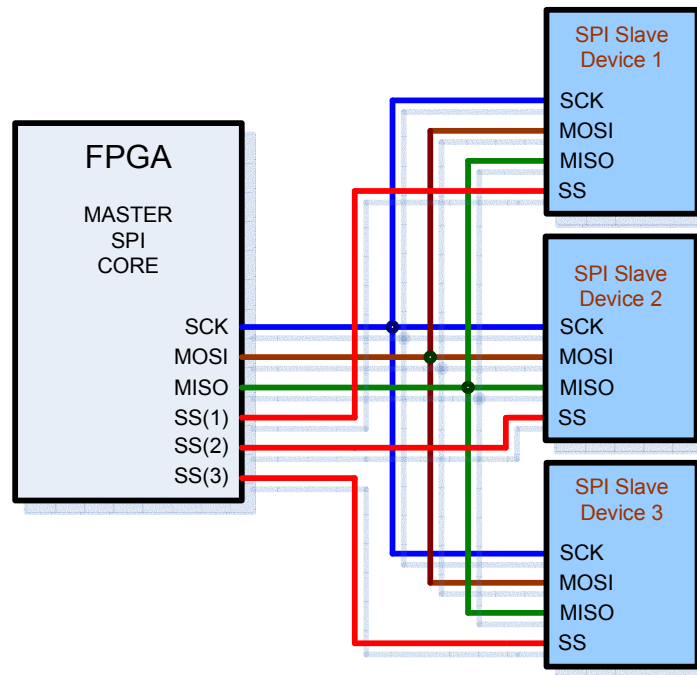 FPGA
MASTER
SPI
CORE
SCK
MOSI
MISO
SS(1)
SS(2)
SS(3)
SPI Slave
Device 1
SCK
MOSI
MISO
SS
SPI Slave
Device 2
SCK
MOSI
MISO
SS
SPI Slave
Device 3
SCK
MOSI
MISO
SS